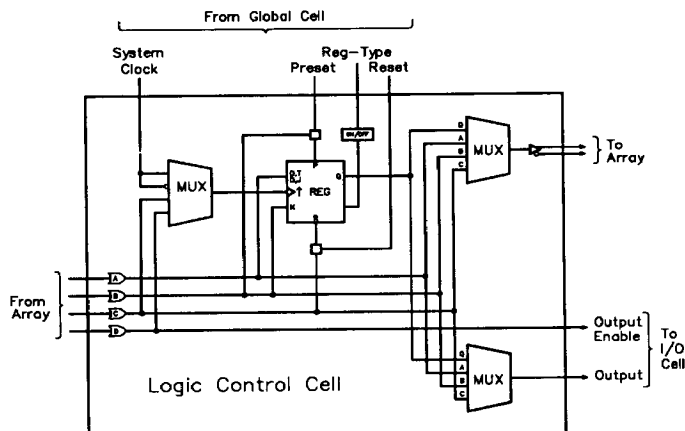 From Global Cell
System Clock
Preset
Reg-Type
Reset
ON/OFF
MUX
D,T
J
REG
Q
K
P
R
MUX
Q
A
B
C
To Array
From Array
A
B
C
D
Output Enable
Output
To I/O Cell
MUX
Q
A
B
C
Logic Control Cell